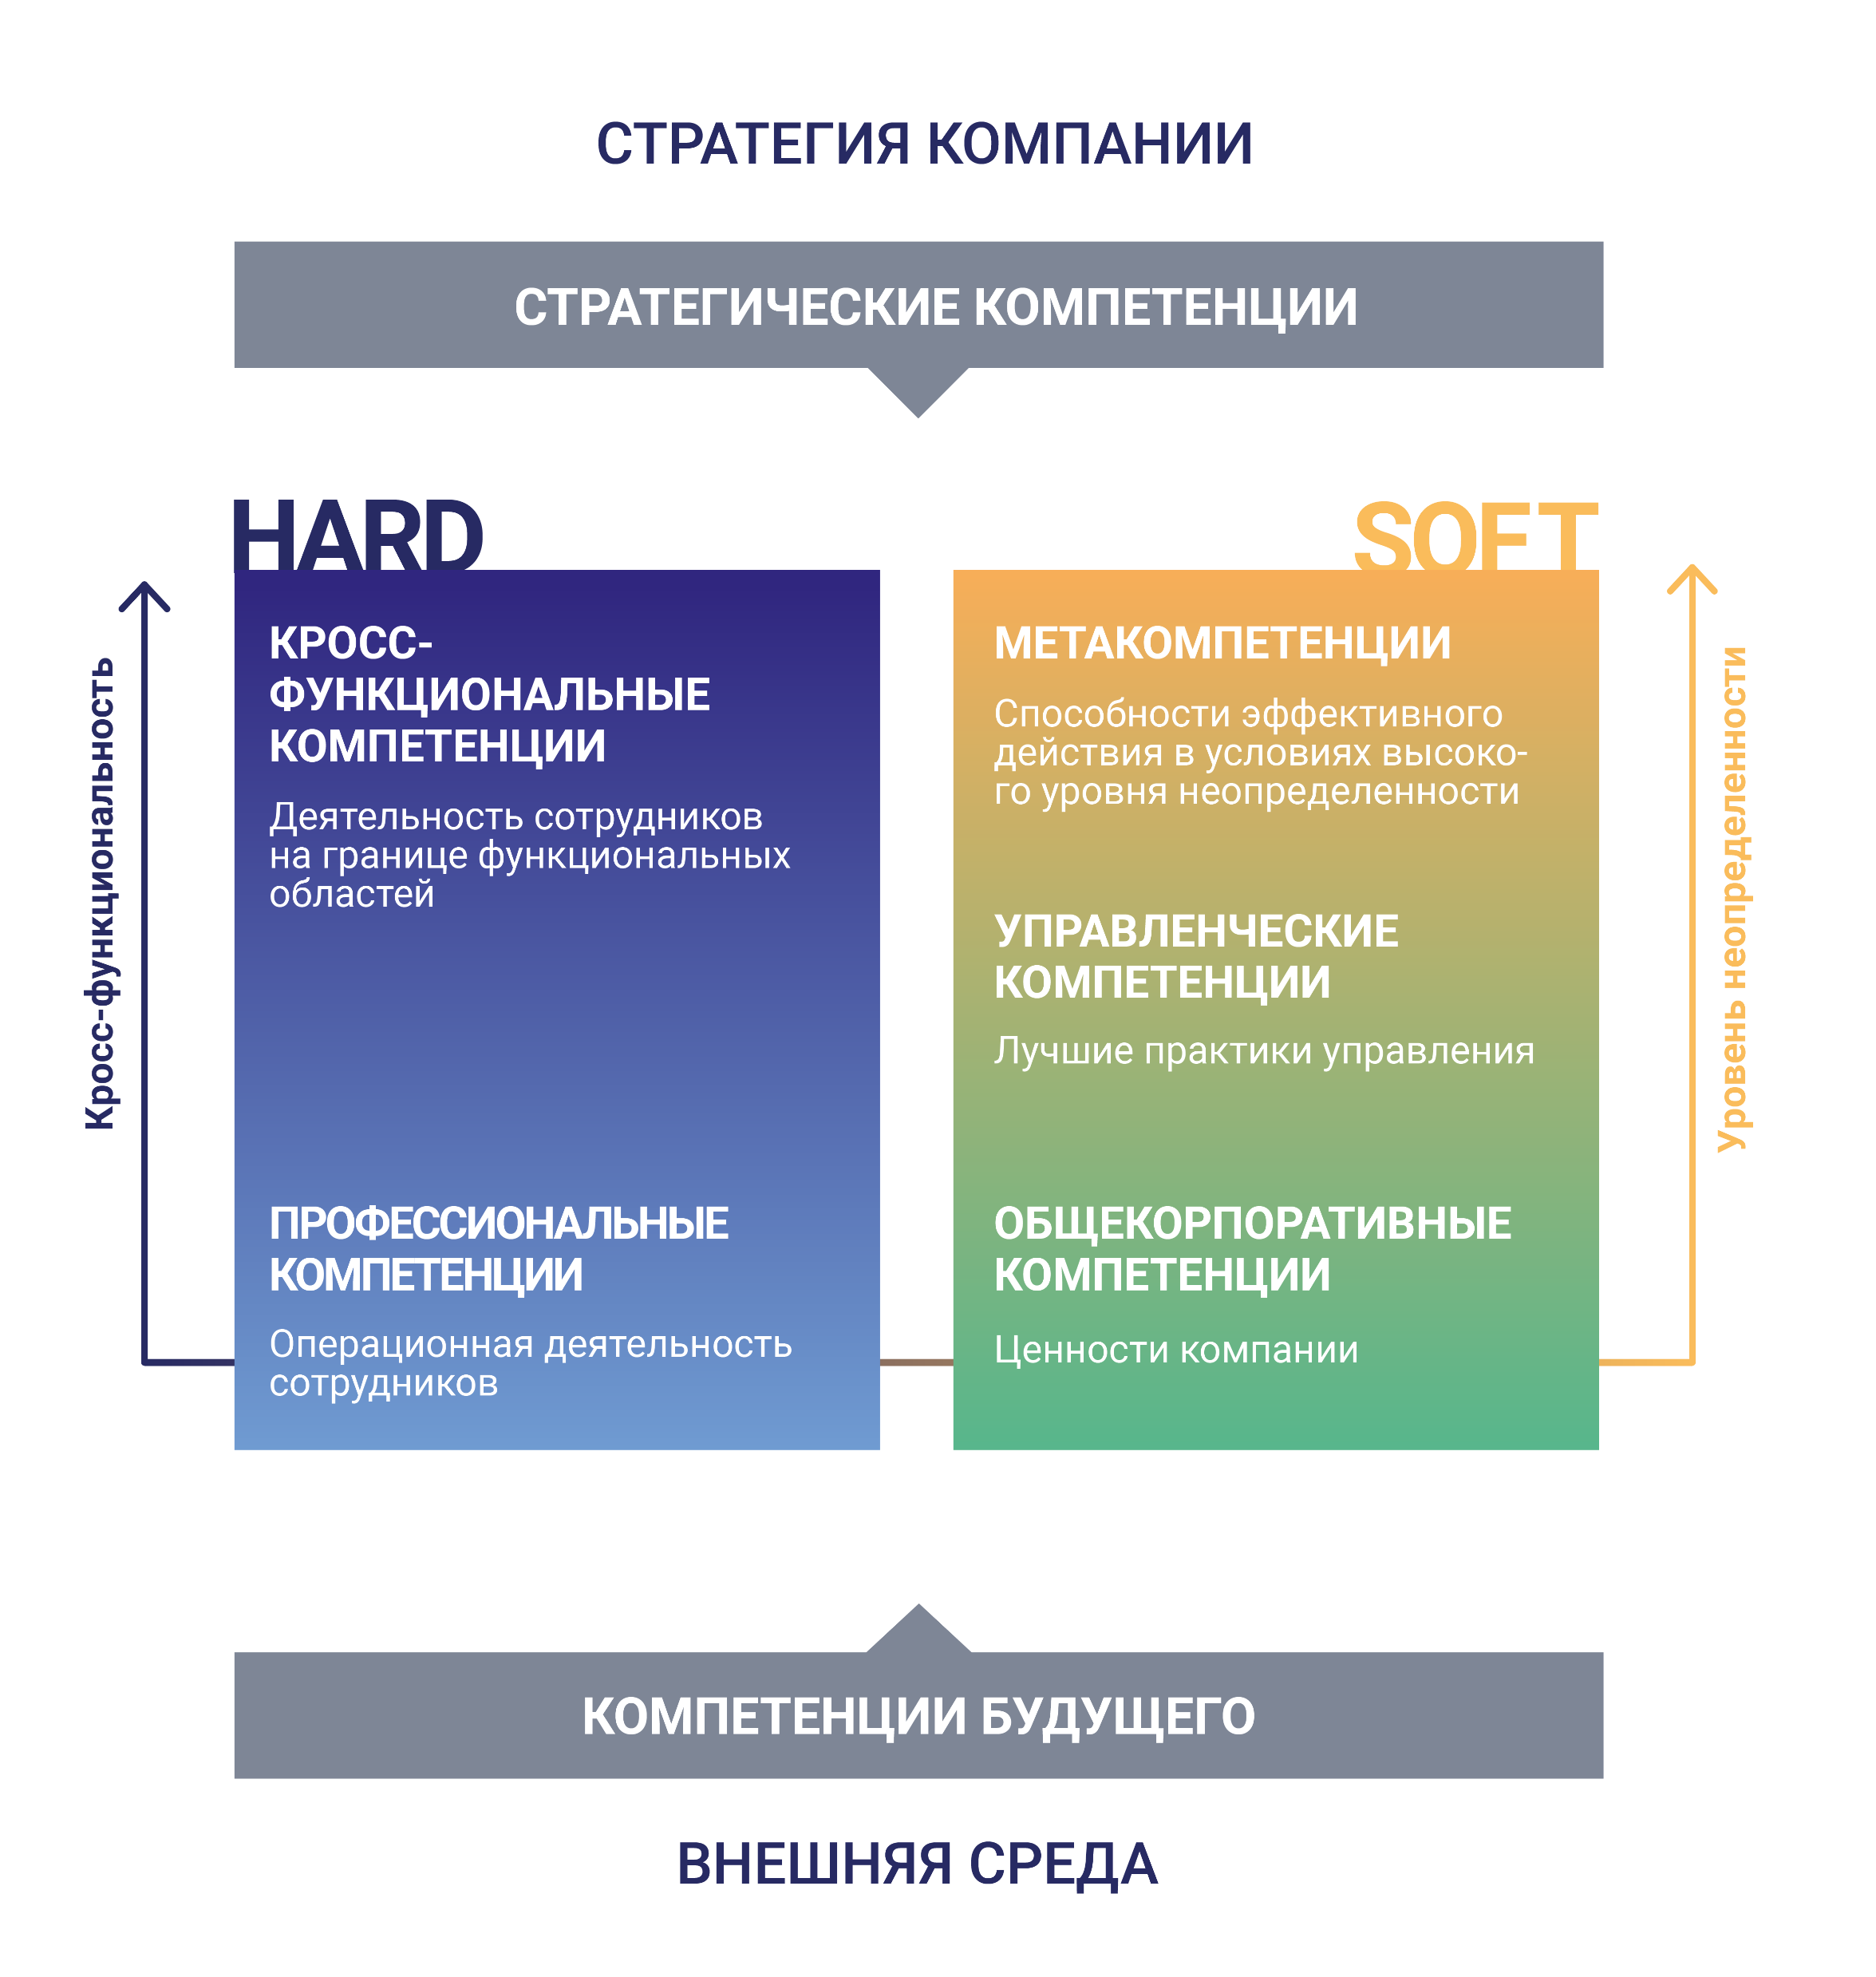 СТРАТЕГИЯ КОМПАНИИ
СТРАТЕГИЧЕСКИЕ КОМПЕТЕНЦИИ
HARD
Кросс-функциональность
КРОСС-
ФУНКЦИОНАЛЬНЫЕ
КОМПЕТЕНЦИИ
Деятельность сотрудников
на границе функциональных
областей
ПРОФЕССИОНАЛЬНЫЕ
КОМПЕТЕНЦИИ
Операционная деятельность
сотрудников
SOFT
МЕТАКОМПЕТЕНЦИИ
Способности эффективного
действия в условиях высоко-
го уровня неопределенности
УПРАВЛЕНЧЕСКИЕ
КОМПЕТЕНЦИИ
Лучшие практики управления
ОБЩЕКОРПОРАТИВНЫЕ
КОМПЕТЕНЦИИ
Ценности компании
Уровень неопределенности
КОМПЕТЕНЦИИ БУДУЩЕГО
ВНЕШНЯЯ СРЕДА